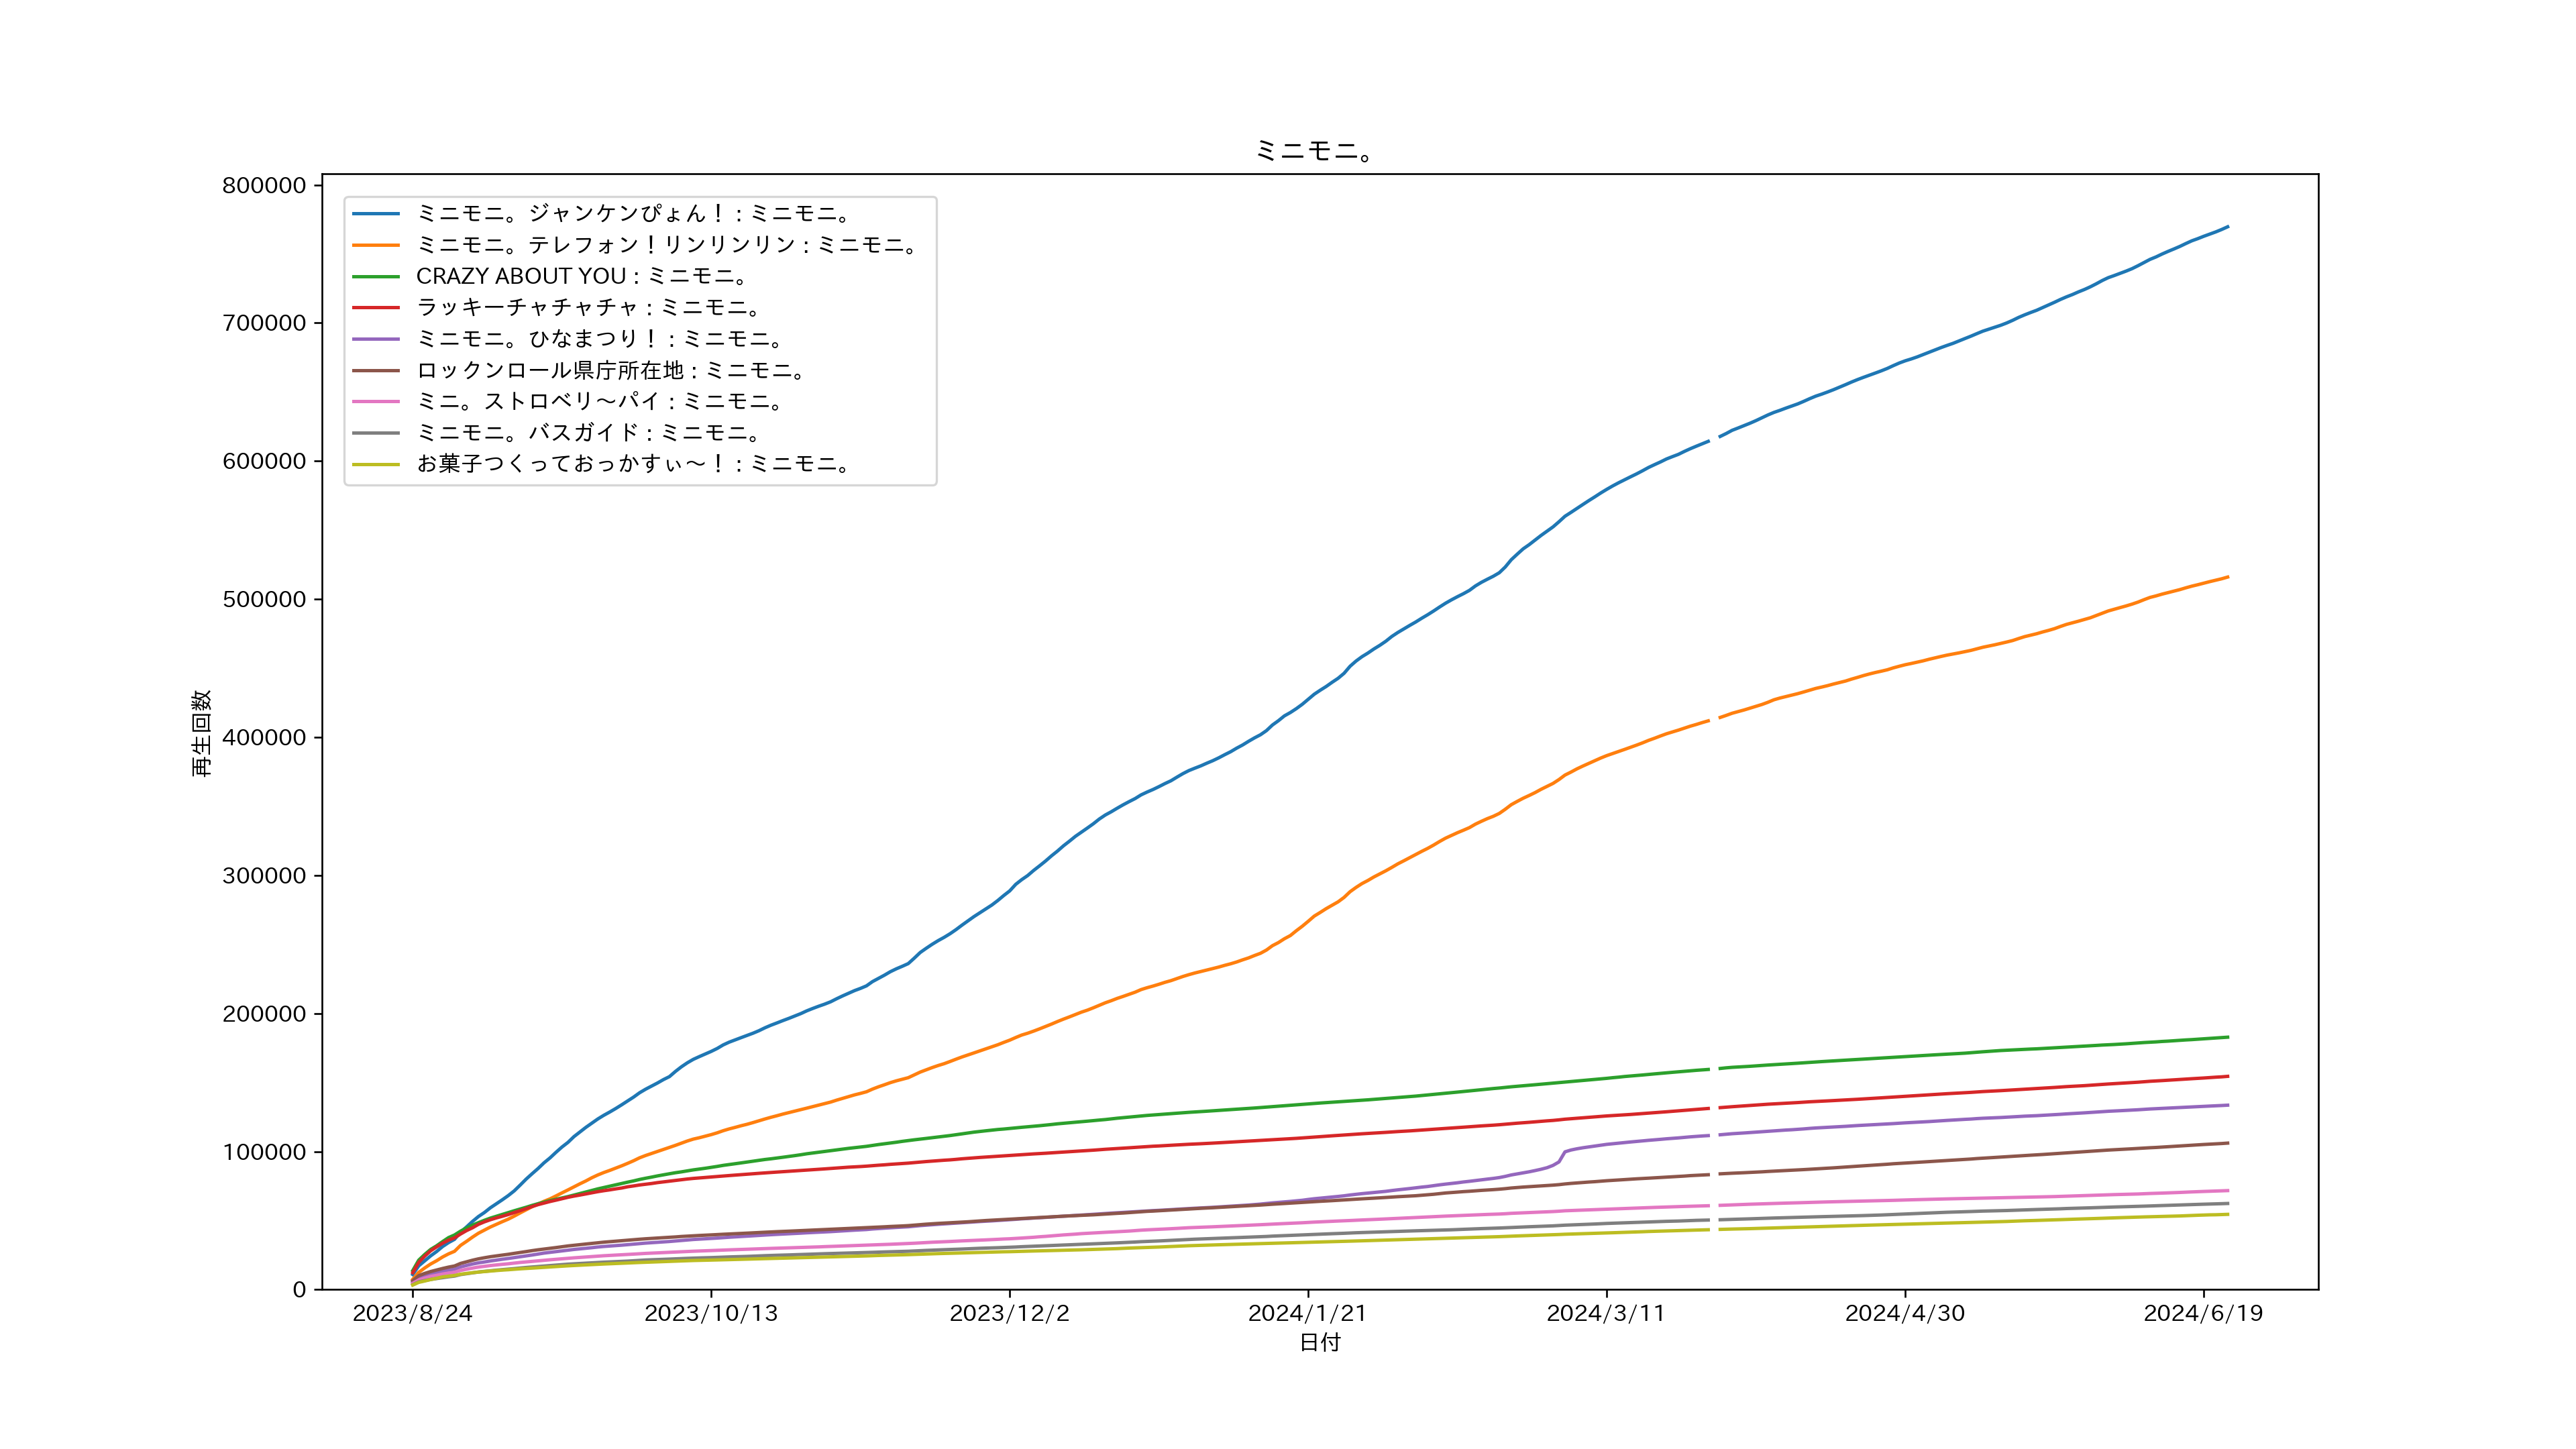 ミニモニ。
800000
700000
600000
500000
400000
300000
200000
100000
0
再生回数
ミニモニ。ジャンケンぴょん！ : ミニモニ。
ミニモニ。テレフォン！リンリンリン : ミニモニ。
CRAZY ABOUT YOU : ミニモニ。
ラッキーチャチャチャ : ミニモニ。
ミニモニ。ひなまつり！ : ミニモニ。
ロックンロール県庁所在地 : ミニモニ。
ミニ。ストロベリ～パイ : ミニモニ。
ミニモニ。バスガイド : ミニモニ。
お菓子つくっておっかすぃ～！ : ミニモニ。
2023/8/24 2023/10/13 2023/12/2 2024/1/21 2024/3/11 2024/4/30 2024/6/19
日付